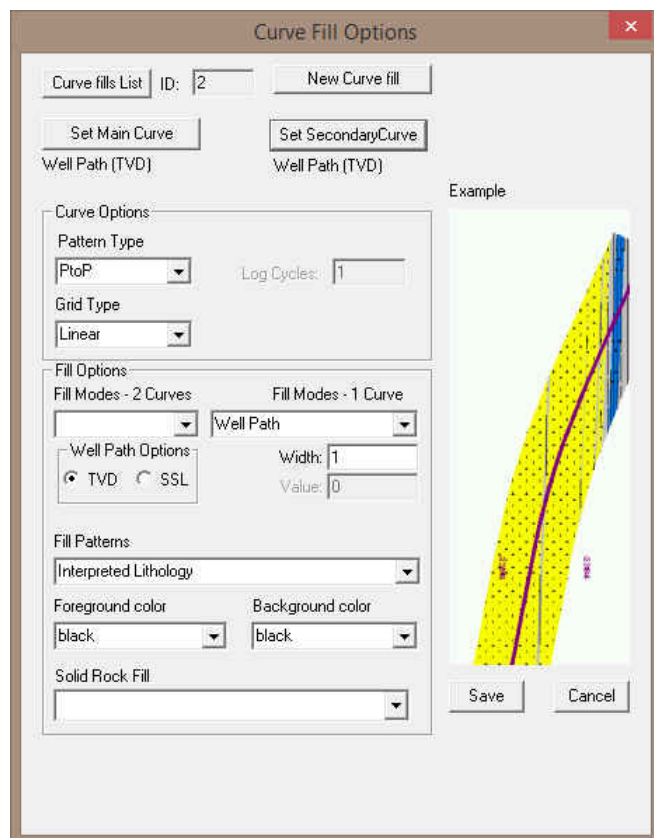 Curve Fill Options
Curve fills List ID: 2 New Curve fill
Set Main Curve Set SecondaryCurve
Well Path (TVD) Well Path (TVD)
Example
Curve Options
Pattern Type
PtoP Log Cycles: 1
Grid Type
Linear
Fill Options
Fill Modes - 2 Curves Fill Modes - 1 Curve
Well Path
Well Path Options Width: 1
TVD SSL Value: 0
Fill Patterns
Interpreted Lithology
Foreground color Background color
black black
Solid Rock Fill
Save Cancel